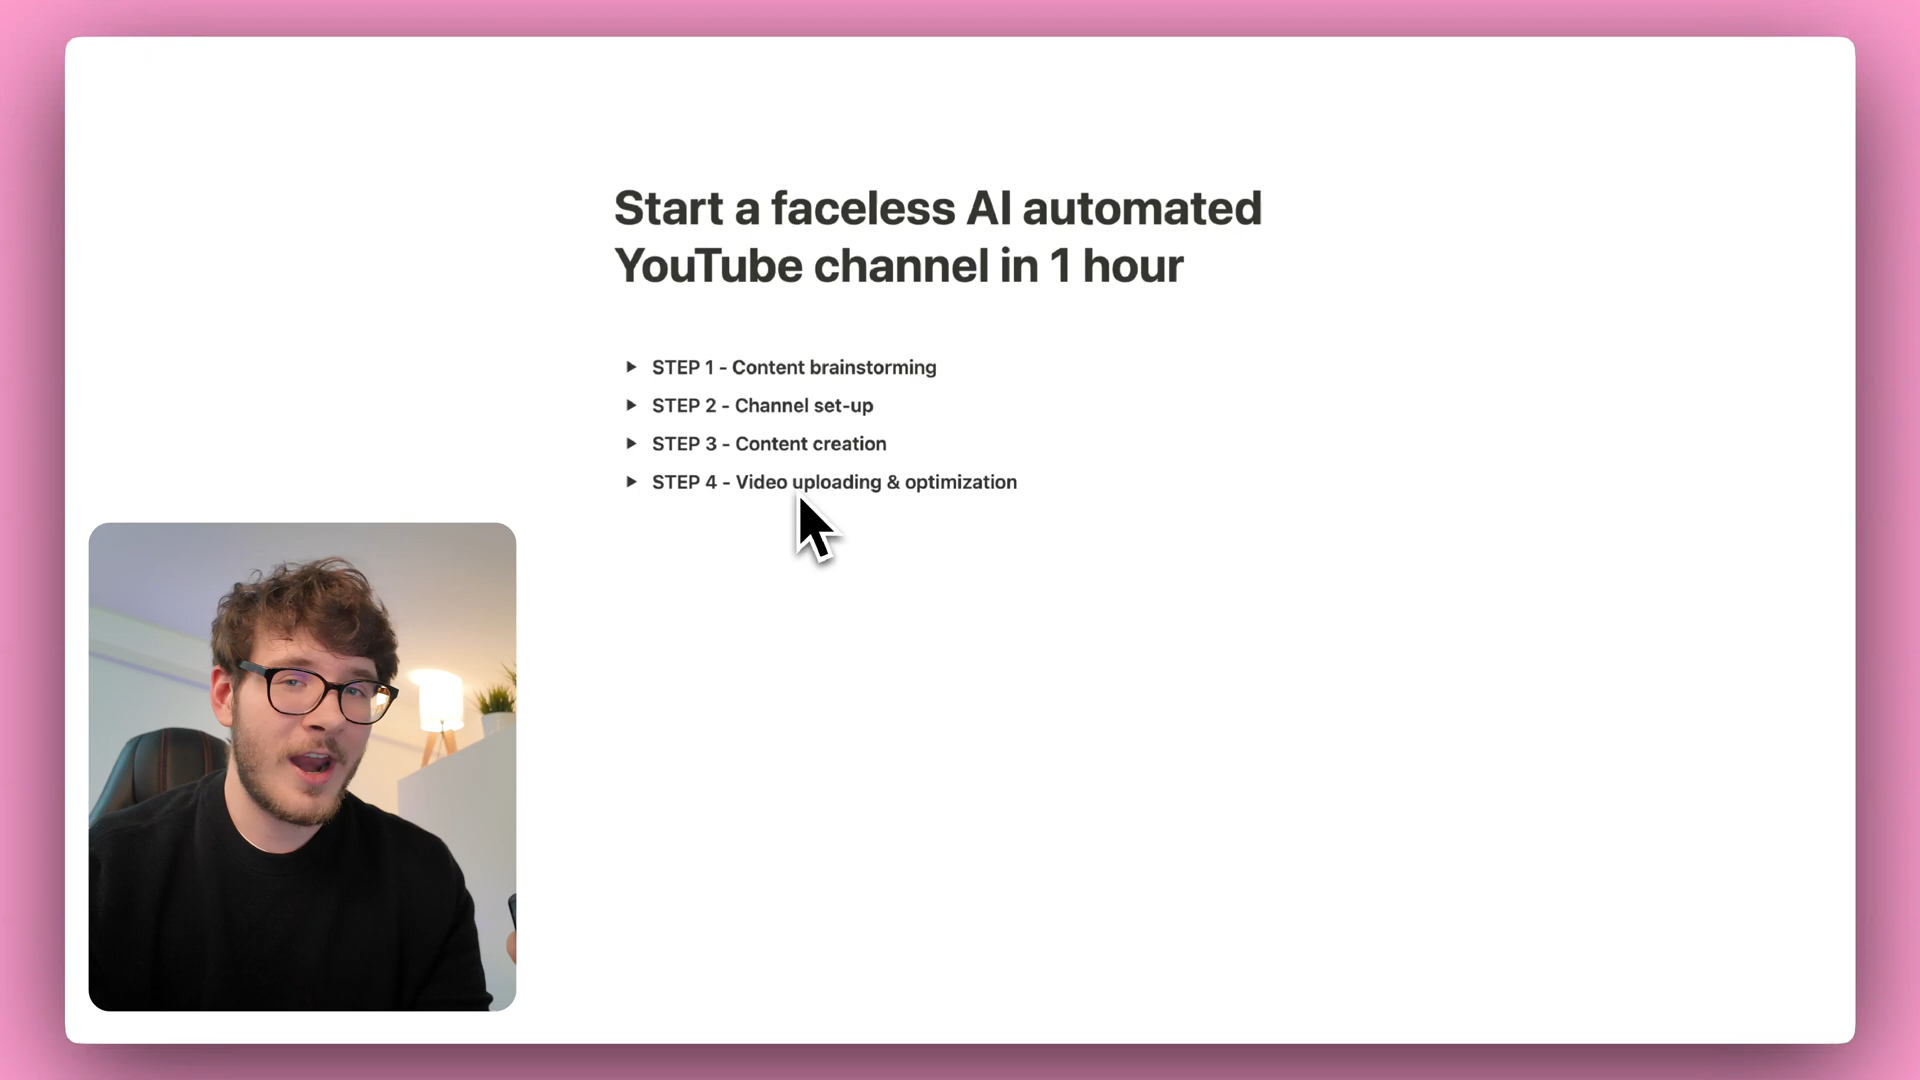 Start a faceless AI automated
YouTube channel in 1 hour
STEP 1 - Content brainstorming
STEP 2 - Channel set-up
STEP 3 - Content creation
STEP 4 - Video uploading & optimization